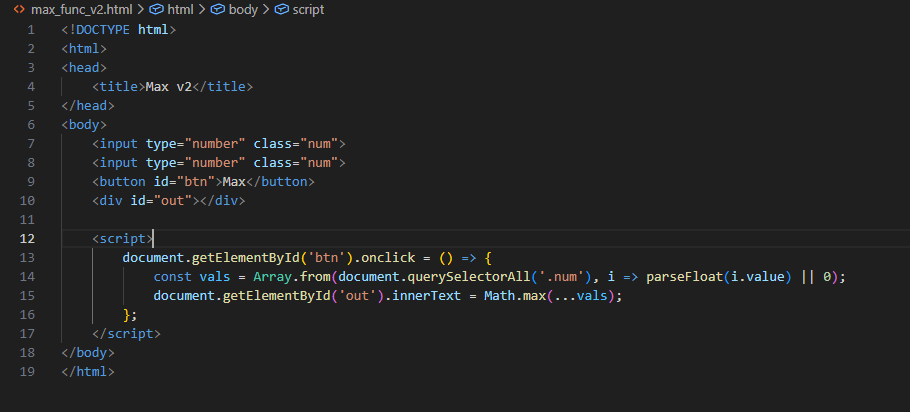 max_func_v2.html > html > body > script
1 <!DOCTYPE html>
2 <html>
3 <head>
4     <title>Max v2</title>
5 </head>
6 <body>
7     <input type="number" class="num">
8     <input type="number" class="num">
9     <button id="btn">Max</button>
10     <div id="out"></div>
11
12     <script>
13         document.getElementById('btn').onclick = () => {
14             const vals = Array.from(document.querySelectorAll('.num'), i => parseFloat(i.value) || 0);
15             document.getElementById('out').innerText = Math.max(...vals);
16         };
17     </script>
18 </body>
19 </html>